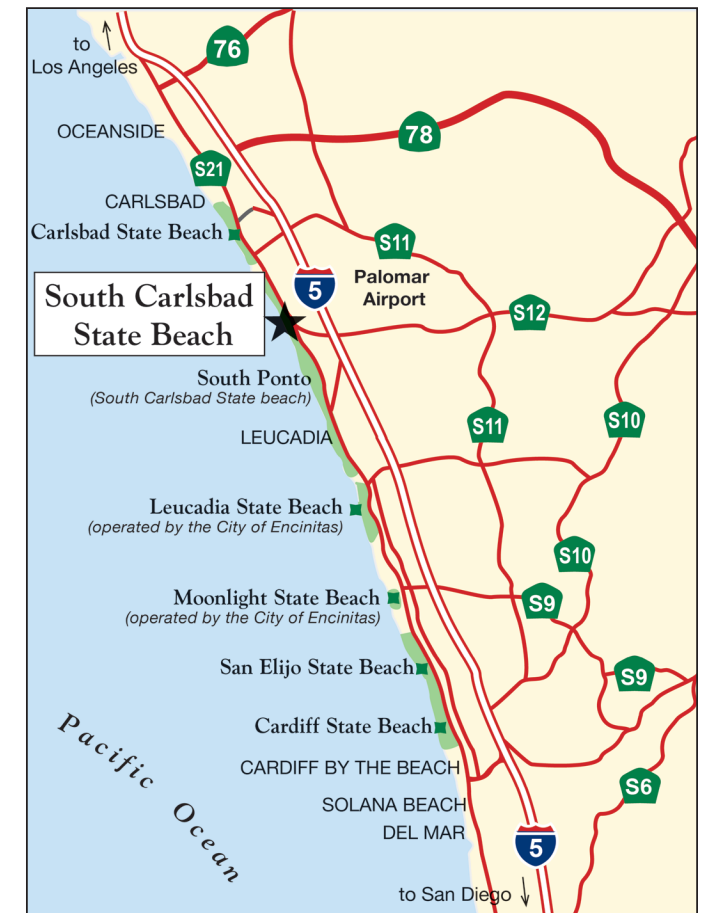 to
Los Angeles
76
OCEANSIDE
78
S21
CARLSBAD
Carlsbad State Beach
S11
5
Palomar
Airport
South Carlsbad
State Beach
S12
South Ponto
(South Carlsbad State beach)
S11
S10
LEUCADIA
Leucadia State Beach
(operated by the City of Encinitas)
S10
Moonlight State Beach
(operated by the City of Encinitas)
S9
San Elijo State Beach
S9
Cardiff State Beach
Pacific Ocean
CARDIFF BY THE BEACH
S6
SOLANA BEACH
DEL MAR
5
to San Diego